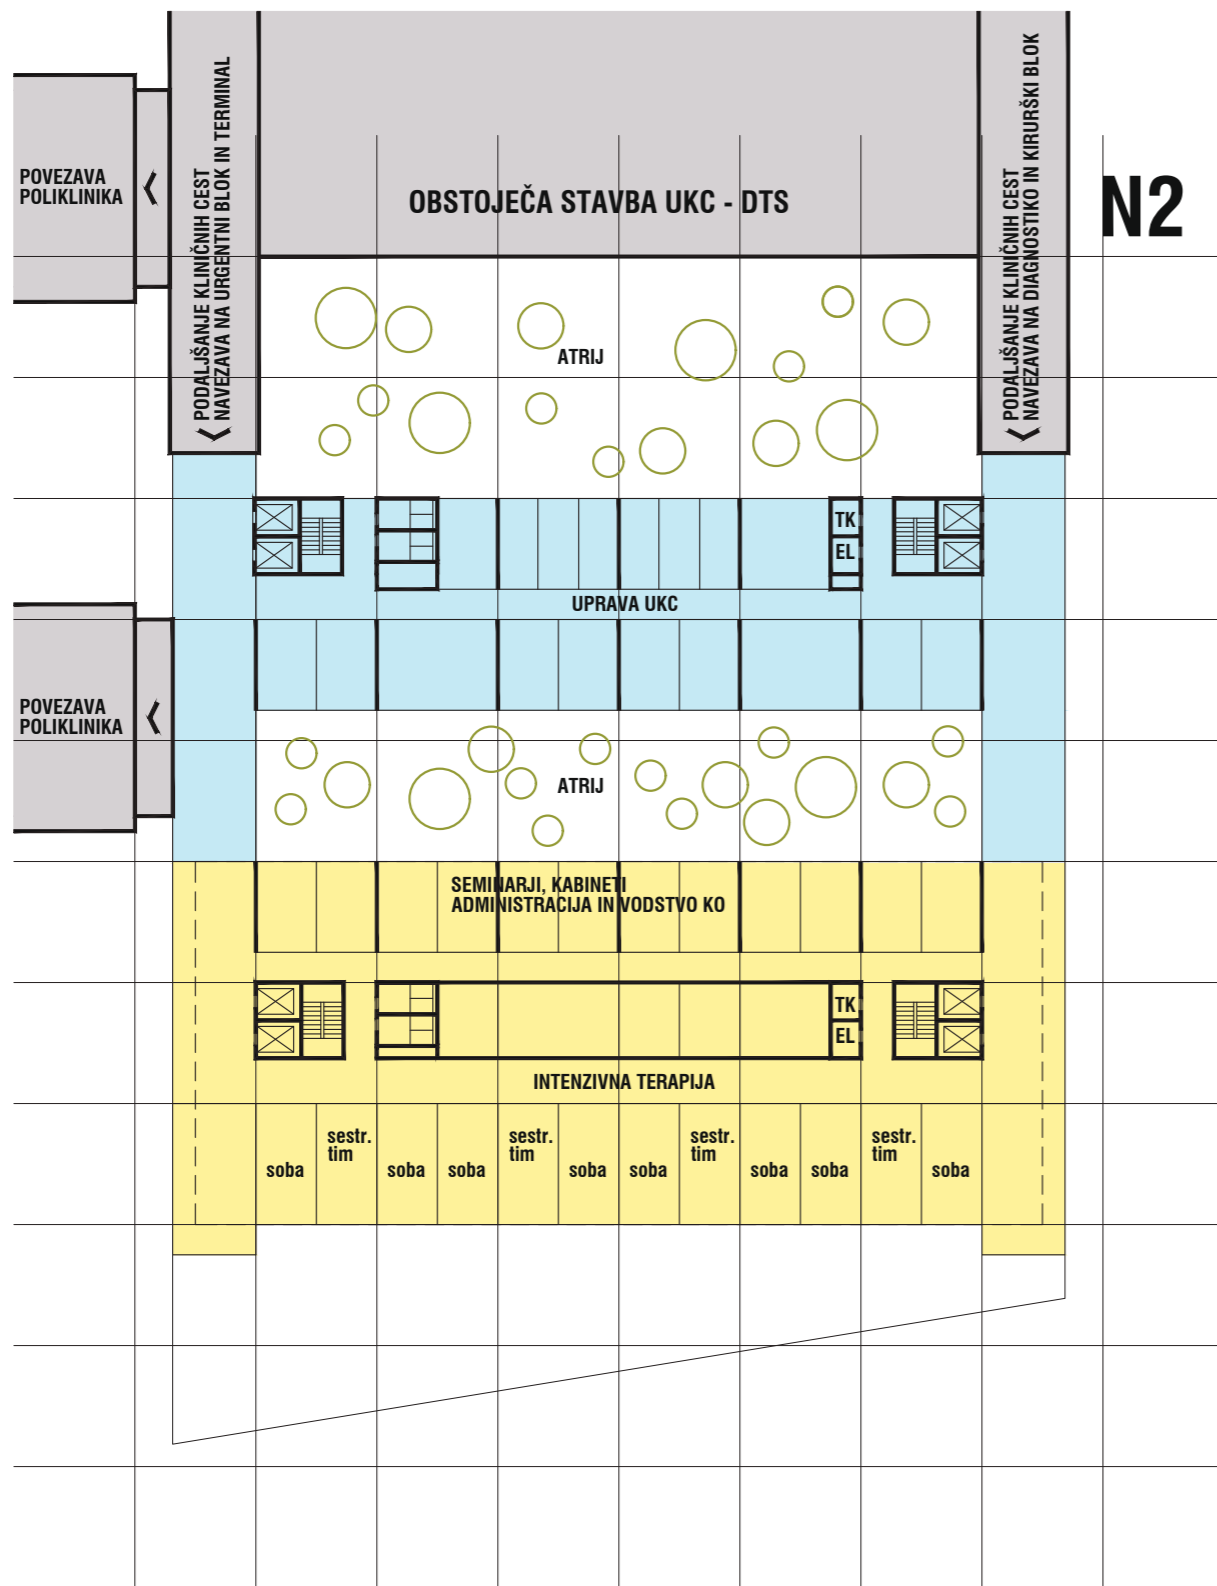 POVEZAVA
POLIKLINIKA
PODALJŠANJE KLINIČNIH CEST
NAVEZAVA NA URGENTNI BLOK IN TERMINAL
OBSTOJEČA STAVBA UKC - DTS
PODALJŠANJE KLINIČNIH CEST
NAVEZAVA NA DIAGNOSTIKO IN KIRURŠKI BLOK
N2
ATRIJ
TK
EL
UPRAVA UKC
POVEZAVA
POLIKLINIKA
ATRIJ
SEMINARJI, KABINETI
ADMINISTRACIJA IN VODSTVO KO
TK
EL
INTENZIVNA TERAPIJA
soba
sestr.
tim
soba
soba
sestr.
tim
soba
soba
sestr.
tim
soba
soba
sestr.
tim
soba